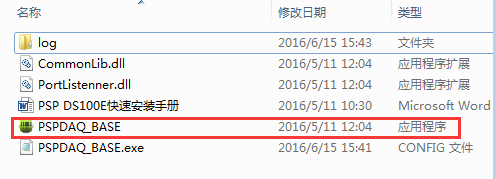 名称 修改日期 类型
log 2016/6/15 15:43 文件夹
CommonLib.dll 2016/5/11 12:04 应用程序扩展
PortListenner.dll 2016/5/11 12:04 应用程序扩展
PSP DS100E快速安装手册 2016/5/11 10:30 Microsoft Word
PSPDAQ_BASE 2016/5/11 12:04 应用程序
PSPDAQ_BASE.exe 2016/6/15 15:41 CONFIG 文件